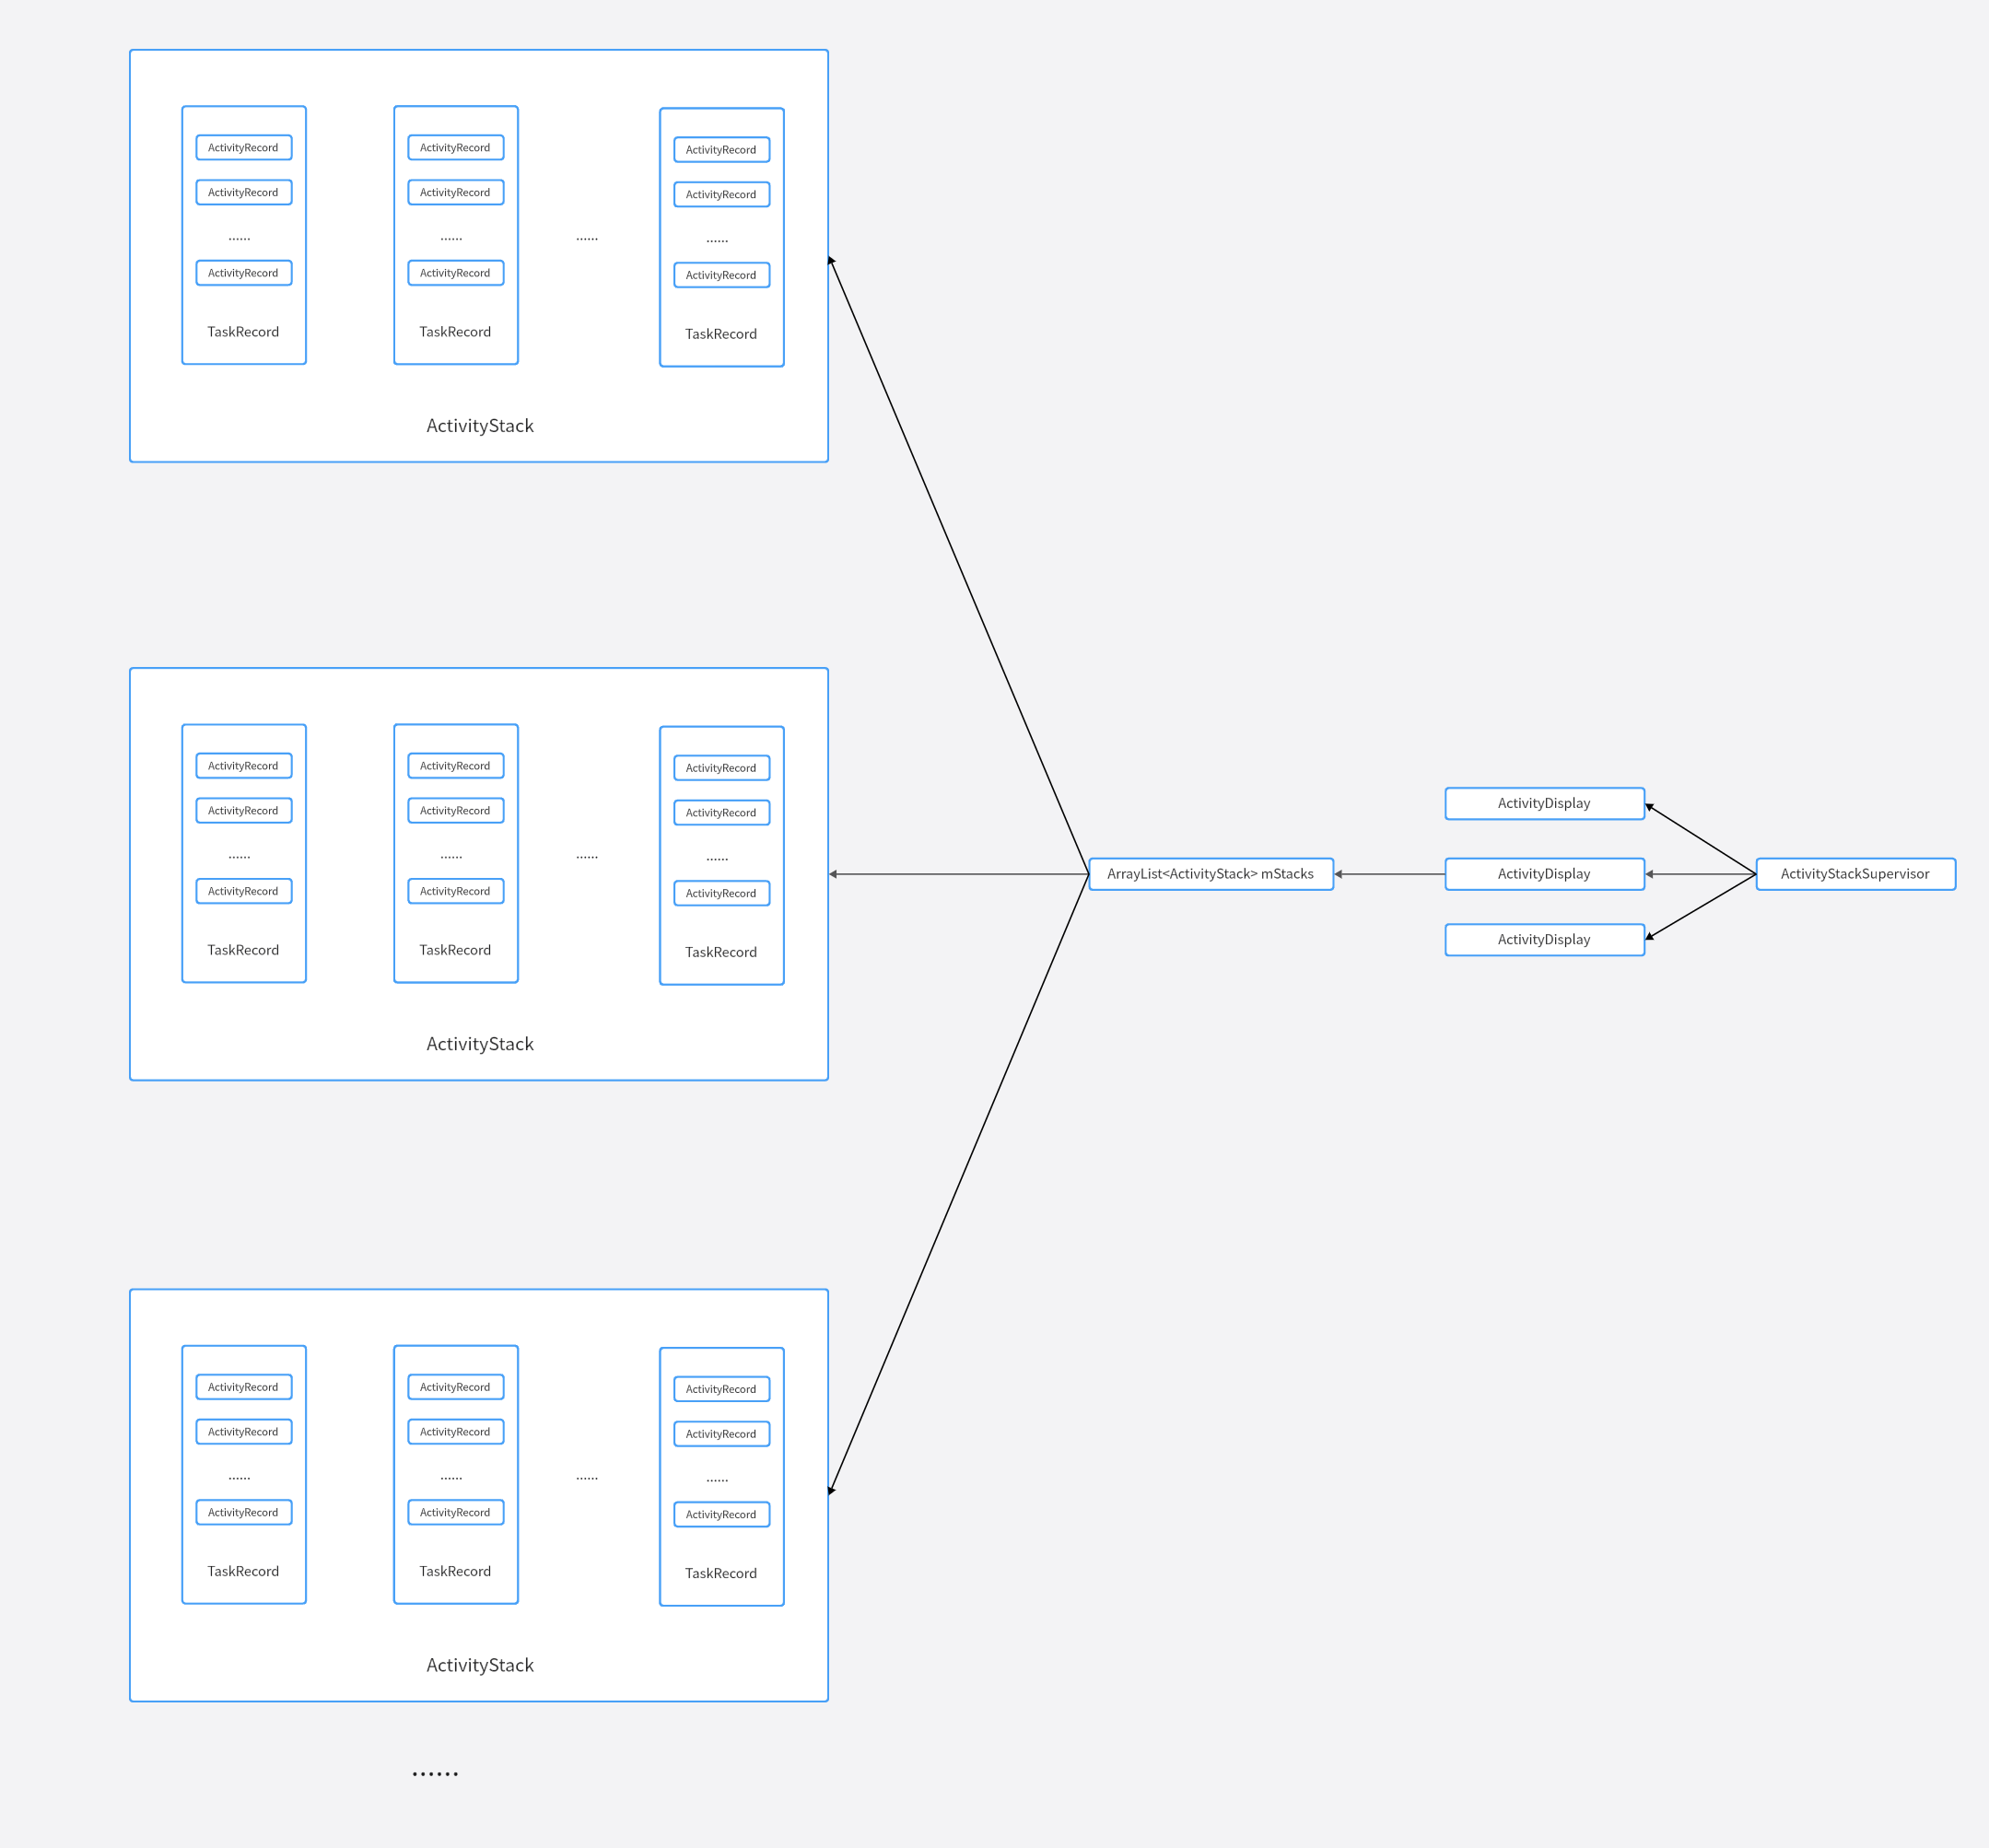 ActivityRecord ActivityRecord ActivityRecord
ActivityRecord ActivityRecord ActivityRecord
...... ...... ...... ......
ActivityRecord ActivityRecord ActivityRecord
TaskRecord TaskRecord TaskRecord
ActivityStack
ActivityRecord ActivityRecord ActivityRecord
ActivityRecord ActivityRecord ActivityRecord
...... ...... ...... ......
ActivityRecord ActivityRecord ActivityRecord
TaskRecord TaskRecord TaskRecord
ActivityStack
ActivityDisplay
ArrayList<ActivityStack> mStacks ActivityDisplay ActivityStackSupervisor
ActivityDisplay
ActivityRecord ActivityRecord ActivityRecord
ActivityRecord ActivityRecord ActivityRecord
...... ...... ...... ......
ActivityRecord ActivityRecord ActivityRecord
TaskRecord TaskRecord TaskRecord
ActivityStack
......